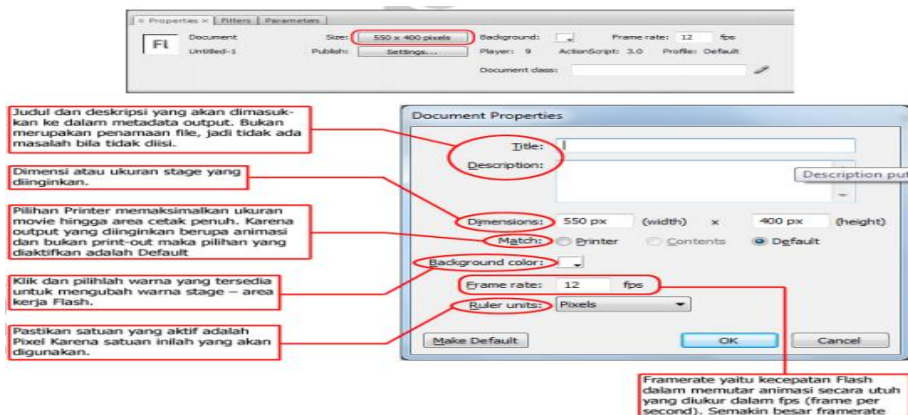 Properties × Filters Parameters
Document Size: 550 x 400 pixels Background: Frame rate: 12 fps
Fl Untitled-1 Publish: Settings... Player: 9 ActionScript: 3.0 Profile: Default
Document class:
Judul dan deskripsi yang akan dimasuk-
kan ke dalam metadata output. Bukan
merupakan penamaan file, jadi tidak ada
masalah bila tidak diisi.
Dimensi atau ukuran stage yang
diinginkan.
Pilihan Printer memaksimalkan ukuran
movie hingga area cetak penuh. Karena
output yang diinginkan berupa animasi
dan bukan print-out maka pilihan yang
diaktifkan adalah Default
Klik dan pilihlah warna yang tersedia
untuk mengubah warna stage – area
kerja Flash.
Pastikan satuan yang aktif adalah
Pixel Karena satuan inilah yang akan
digunakan.
Document Properties
Title:
Description:
Description put
Dimensions: 550 px (width) x 400 px (height)
Match: Printer Contents Default
Background color:
Frame rate: 12 fps
Ruler units: Pixels
Make Default OK Cancel
Framerate yaitu kecepatan Flash
dalam memutar animasi secara utuh
yang diukur dalam fps (frame per
second). Semakin besar framerate